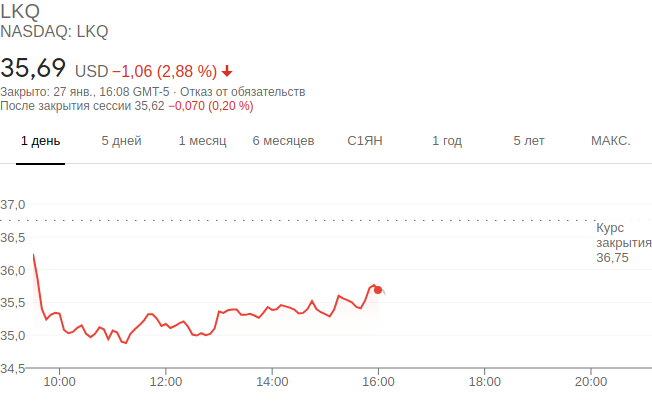 LKQ
NASDAQ: LKQ
35,69 USD −1,06 (2,88 %)
Закрыто: 27 янв., 16:08 GMT-5 · Отказ от обязательств
После закрытия сессии 35,62 −0,070 (0,20 %)
1 день 5 дней 1 месяц 6 месяцев С1ЯН 1 год 5 лет МАКС.
37,0
Курс
36,5
закрытия
36,75
36,0
35,5
35,0
34,5
10:00 12:00 14:00 16:00 18:00 20:00